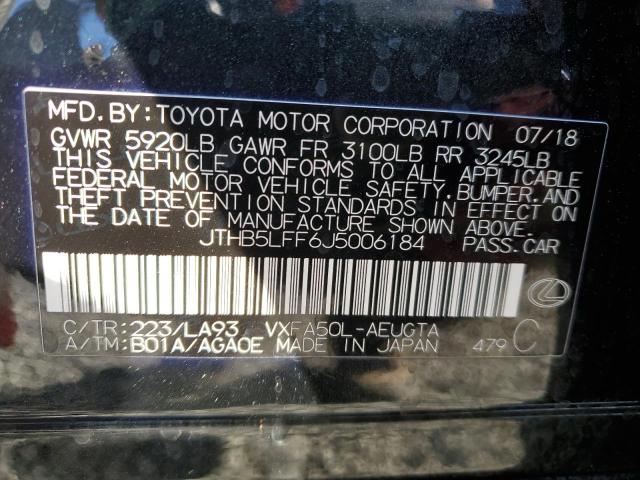 MFD. BY: TOYOTA MOTOR CORPORATION 07/18
GVWR 5920LB GAWR FR 3100LB RR 3245LB
THIS VEHICLE CONFORMS TO ALL APPLICABLE
FEDERAL MOTOR VEHICLE SAFETY, BUMPER, AND
THEFT PREVENTION STANDARDS IN EFFECT ON
THE DATE OF MANUFACTURE SHOWN ABOVE.
JTHB5LFF6J5006184 PASS. CAR
C/TR: 223/LA93 VXFA50L-AEUGTA
A/TM: B01A/AGA0E MADE IN JAPAN 479 C